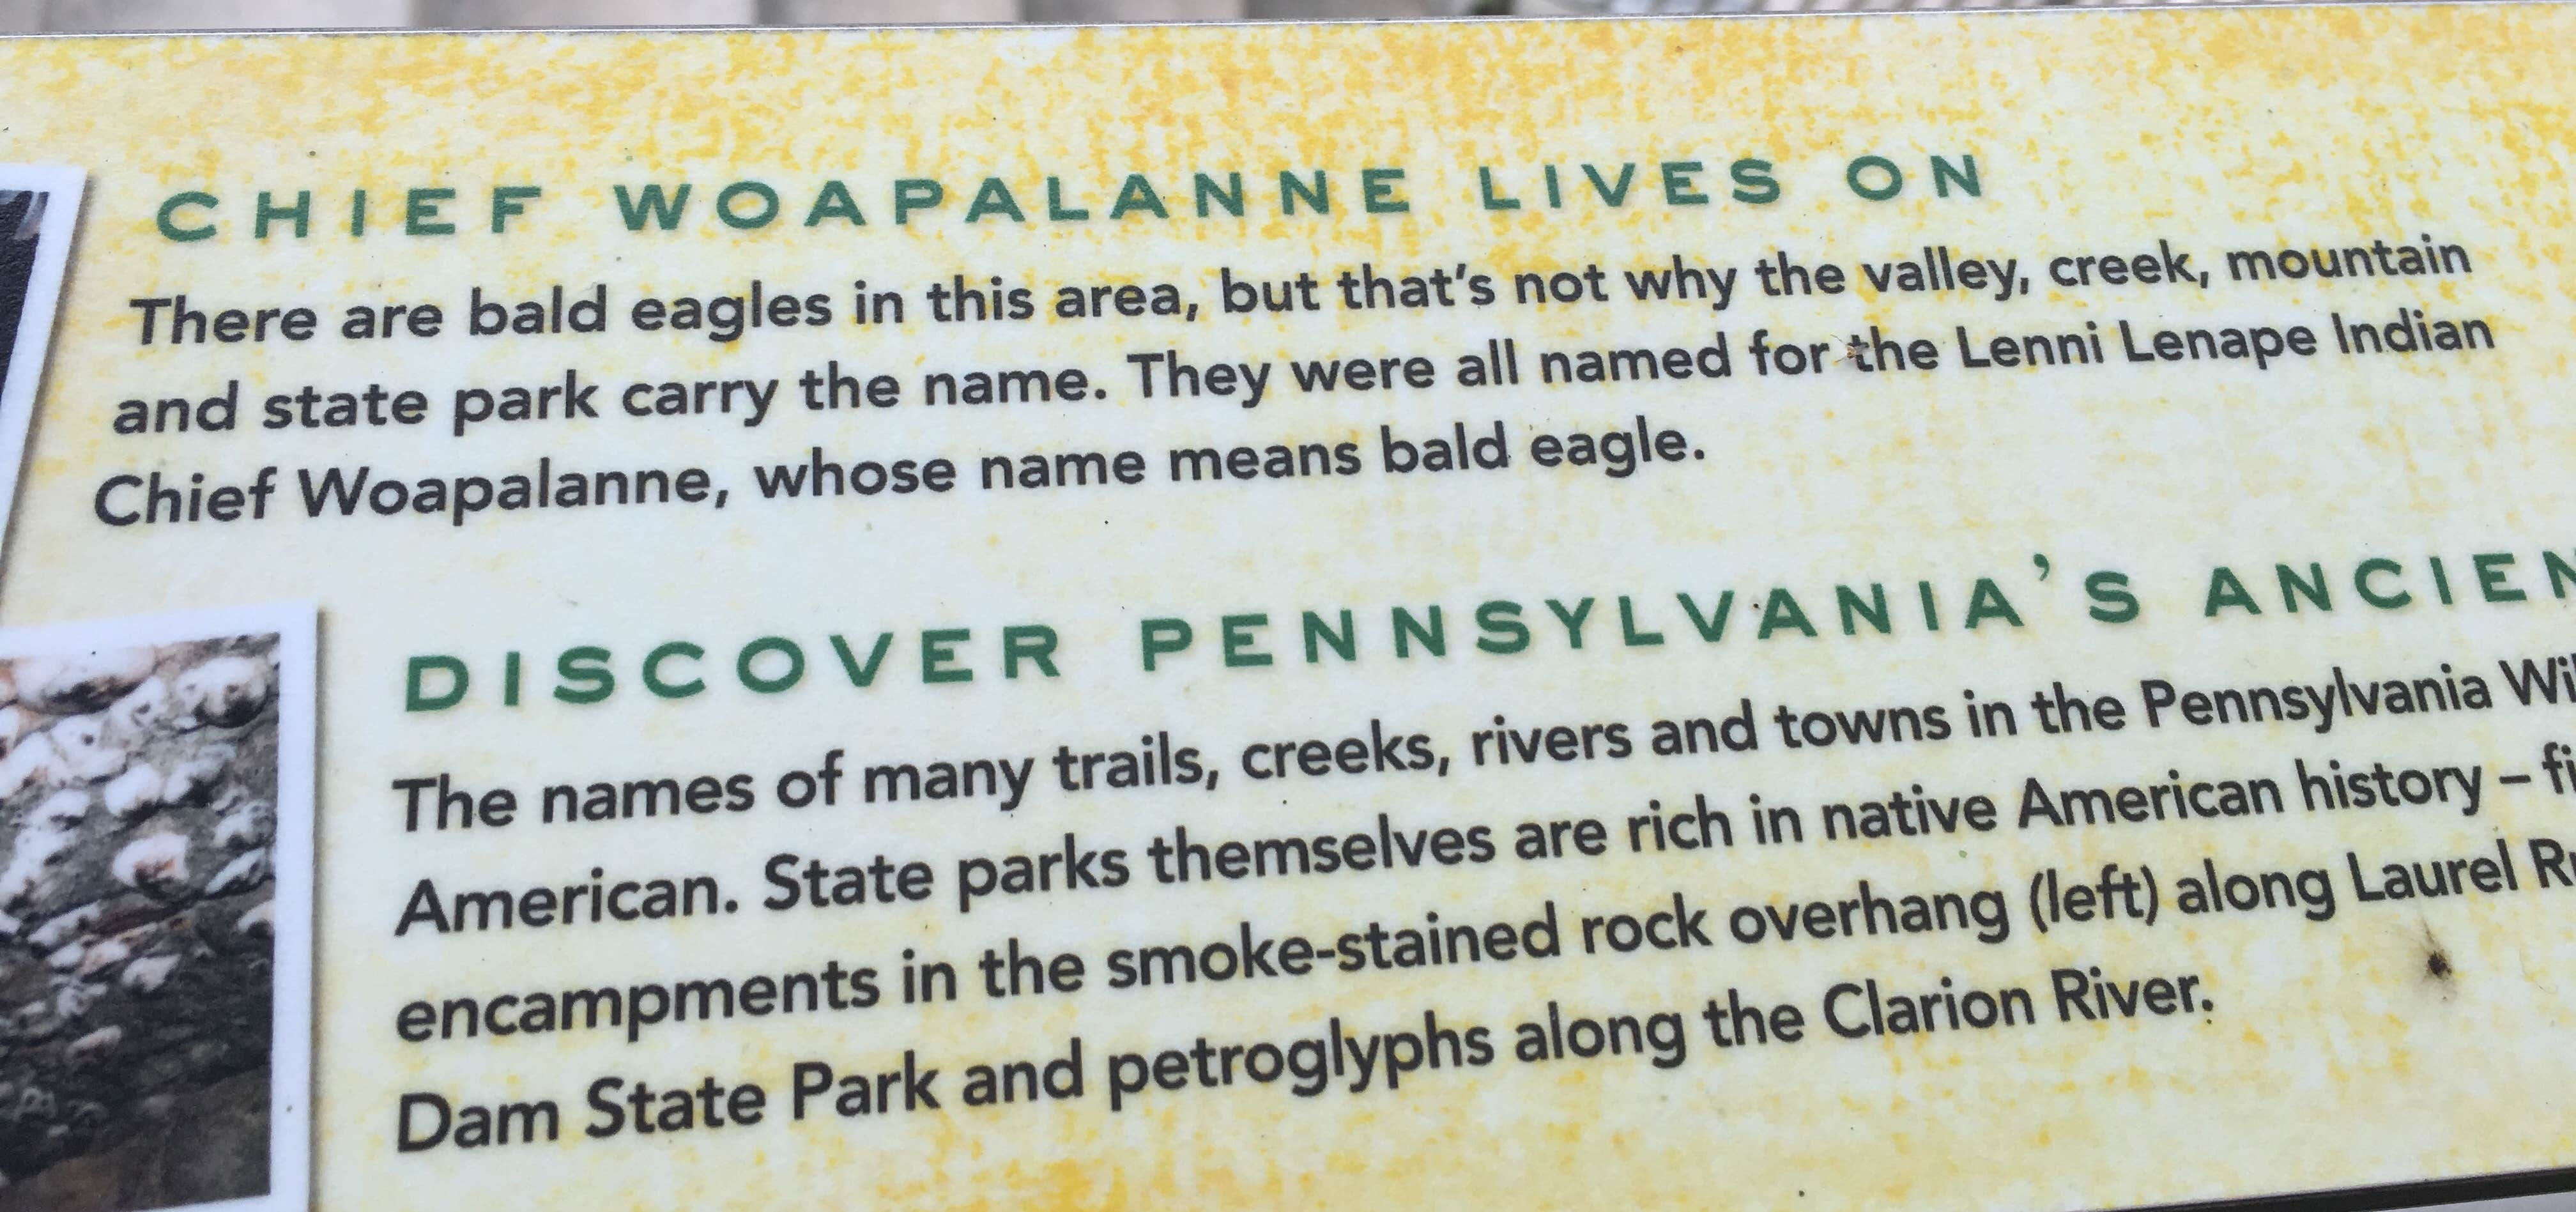 CHIEF WOAPALANNE LIVES ON
There are bald eagles in this area, but that's not why the valley, creek, mountain
and state park carry the name. They were all named for the Lenni Lenape Indian
Chief Woapalanne, whose name means bald eagle.
DISCOVER PENNSYLVANIA'S
The names of many trails, creeks, rivers and towns in the Pennsylvania
American. State parks themselves are rich in native American history –
encampments in the smoke-stained rock overhang (left) along Laurel
Dam State Park and petroglyphs along the Clarion River.